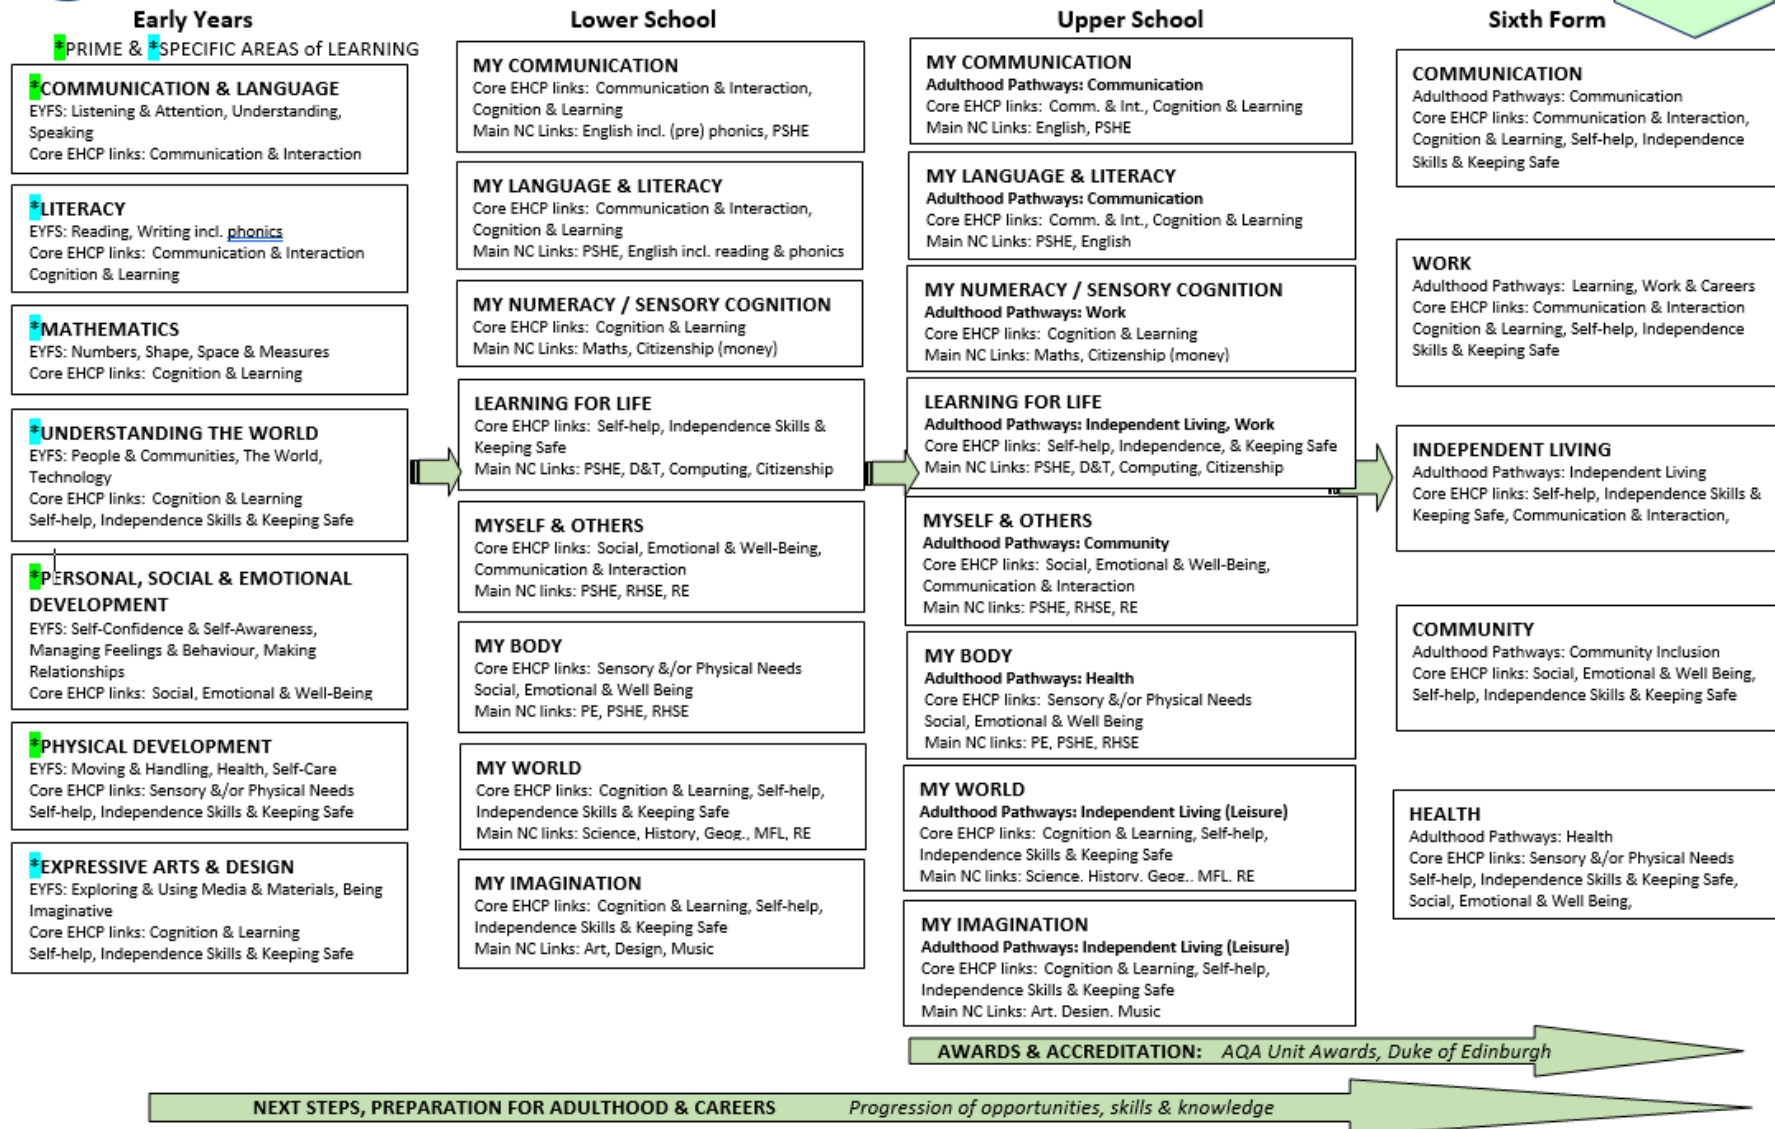 Early Years
*PRIME & *SPECIFIC AREAS of LEARNING
*COMMUNICATION & LANGUAGE
EYFS: Listening & Attention, Understanding,
Speaking
Core EHCP links: Communication & Interaction
*LITERACY
EYFS: Reading, Writing incl. phonics
Core EHCP links: Communication & Interaction
Cognition & Learning
*MATHEMATICS
EYFS: Numbers, Shape, Space & Measures
Core EHCP links: Cognition & Learning
*UNDERSTANDING THE WORLD
EYFS: People & Communities, The World,
Technology
Core EHCP links: Cognition & Learning
Self-help, Independence Skills & Keeping Safe
*PERSONAL, SOCIAL & EMOTIONAL
DEVELOPMENT
EYFS: Self-Confidence & Self-Awareness,
Managing Feelings & Behaviour, Making
Relationships
Core EHCP links: Social, Emotional & Well-Being
*PHYSICAL DEVELOPMENT
EYFS: Moving & Handling, Health, Self-Care
Core EHCP links: Sensory &/or Physical Needs
Self-help, Independence Skills & Keeping Safe
*EXPRESSIVE ARTS & DESIGN
EYFS: Exploring & Using Media & Materials, Being
Imaginative
Core EHCP links: Cognition & Learning
Self-help, Independence Skills & Keeping Safe
Lower School
MY COMMUNICATION
Core EHCP links: Communication & Interaction,
Cognition & Learning
Main NC Links: English incl. (pre) phonics, PSHE
MY LANGUAGE & LITERACY
Core EHCP links: Communication & Interaction,
Cognition & Learning
Main NC Links: PSHE, English incl. reading & phonics
MY NUMERACY / SENSORY COGNITION
Core EHCP links: Cognition & Learning
Main NC Links: Maths, Citizenship (money)
LEARNING FOR LIFE
Core EHCP links: Self-help, Independence Skills &
Keeping Safe
Main NC Links: PSHE, D&T, Computing, Citizenship
MYSELF & OTHERS
Core EHCP links: Social, Emotional & Well-Being,
Communication & Interaction
Main NC links: PSHE, RHSE, RE
MY BODY
Core EHCP links: Sensory &/or Physical Needs
Social, Emotional & Well Being
Main NC links: PE, PSHE, RHSE
MY WORLD
Core EHCP links: Cognition & Learning, Self-help,
Independence Skills & Keeping Safe
Main NC links: Science, History, Geog., MFL, RE
MY IMAGINATION
Core EHCP links: Cognition & Learning, Self-help,
Independence Skills & Keeping Safe
Main NC Links: Art, Design, Music
Upper School
MY COMMUNICATION
Adulthood Pathways: Communication
Core EHCP links: Comm. & Int., Cognition & Learning
Main NC Links: English, PSHE
MY LANGUAGE & LITERACY
Adulthood Pathways: Communication
Core EHCP links: Comm. & Int., Cognition & Learning
Main NC Links: PSHE, English
MY NUMERACY / SENSORY COGNITION
Adulthood Pathways: Work
Core EHCP links: Cognition & Learning
Main NC Links: Maths, Citizenship (money)
LEARNING FOR LIFE
Adulthood Pathways: Independent Living, Work
Core EHCP links: Self-help, Independence, & Keeping Safe
Main NC Links: PSHE, D&T, Computing, Citizenship
MYSELF & OTHERS
Adulthood Pathways: Community
Core EHCP links: Social, Emotional & Well-Being,
Communication & Interaction
Main NC links: PSHE, RHSE, RE
MY BODY
Adulthood Pathways: Health
Core EHCP links: Sensory &/or Physical Needs
Social, Emotional & Well Being
Main NC links: PE, PSHE, RHSE
MY WORLD
Adulthood Pathways: Independent Living (Leisure)
Core EHCP links: Cognition & Learning, Self-help,
Independence Skills & Keeping Safe
Main NC links: Science, History, Geog., MFL, RE
MY IMAGINATION
Adulthood Pathways: Independent Living (Leisure)
Core EHCP links: Cognition & Learning, Self-help,
Independence Skills & Keeping Safe
Main NC Links: Art, Design, Music
Sixth Form
COMMUNICATION
Adulthood Pathways: Communication
Core EHCP links: Communication & Interaction,
Cognition & Learning, Self-help, Independence
Skills & Keeping Safe
WORK
Adulthood Pathways: Learning, Work & Careers
Core EHCP links: Communication & Interaction
Cognition & Learning, Self-help, Independence
Skills & Keeping Safe
INDEPENDENT LIVING
Adulthood Pathways: Independent Living
Core EHCP links: Self-help, Independence Skills &
Keeping Safe, Communication & Interaction,
COMMUNITY
Adulthood Pathways: Community Inclusion
Core EHCP links: Social, Emotional & Well Being,
Self-help, Independence Skills & Keeping Safe
HEALTH
Adulthood Pathways: Health
Core EHCP links: Sensory &/or Physical Needs
Self-help, Independence Skills & Keeping Safe,
Social, Emotional & Well Being,
AWARDS & ACCREDITATION: AQA Unit Awards, Duke of Edinburgh
NEXT STEPS, PREPARATION FOR ADULTHOOD & CAREERS Progression of opportunities, skills & knowledge